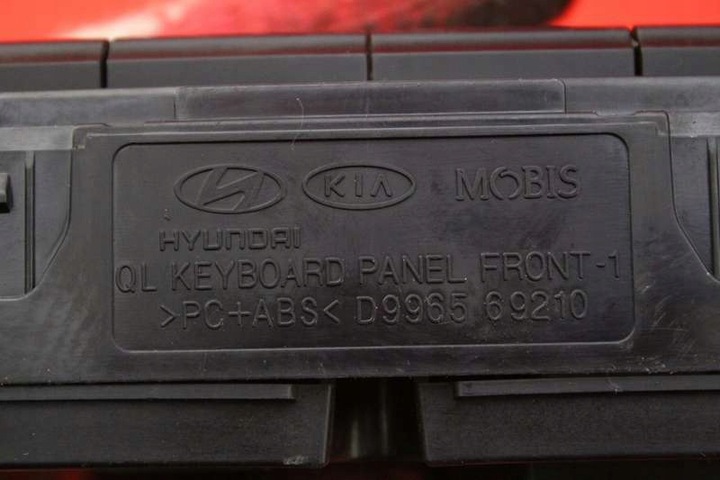 KIA MOBIS
HYUNDAI
QL KEYBOARD PANEL FRONT-1
>PC+ABS< D9965 69210